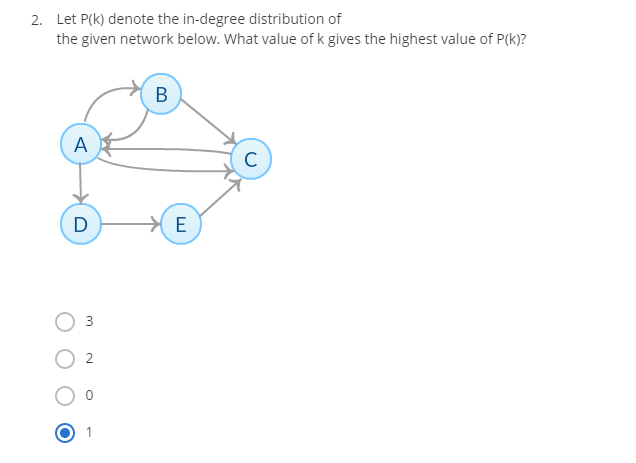 2. Let P(k) denote the in-degree distribution of
the given network below. What value of k gives the highest value of P(k)?
B
A
C
D
E
3
2
0
1